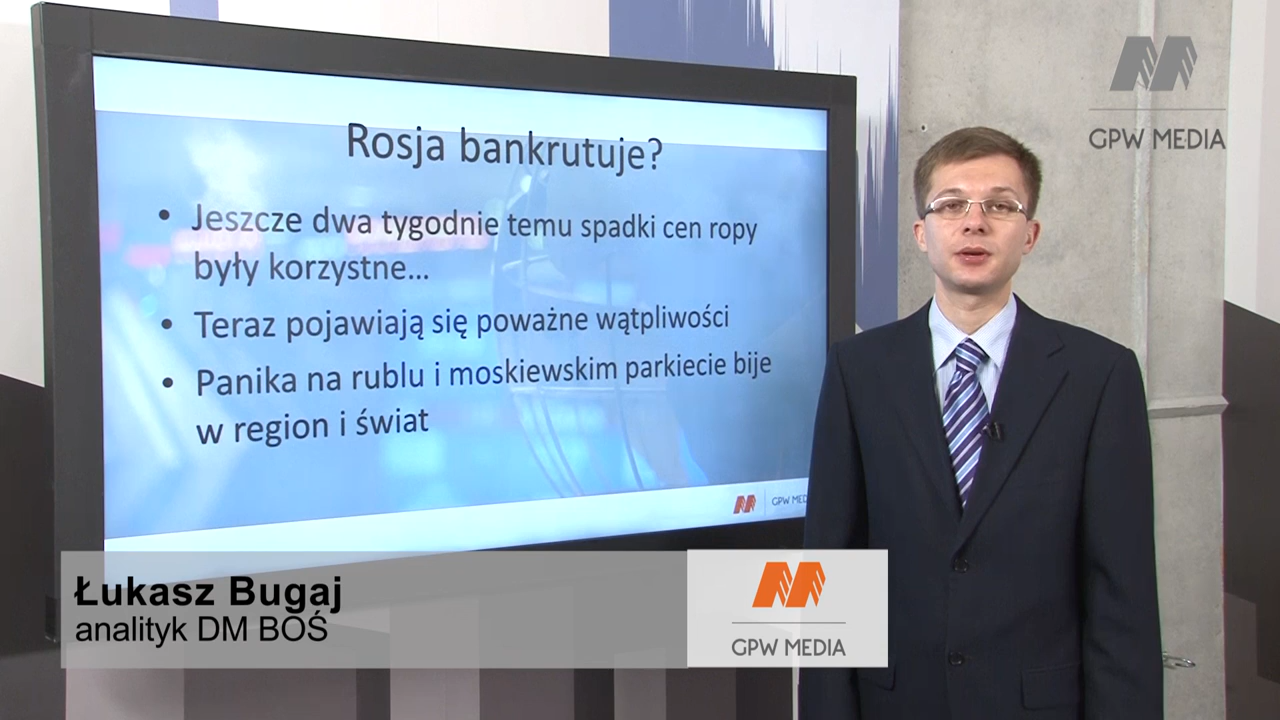 GPW MEDIA
Rosja bankrutuje?
• Jeszcze dwa tygodnie temu spadki cen ropy
były korzystne...
• Teraz pojawiają się poważne wątpliwości
• Panika na rublu i moskiewskim parkiecie bije
w region i świat
GPW MED
Łukasz Bugaj
analityk DM BOŚ
GPW MEDIA